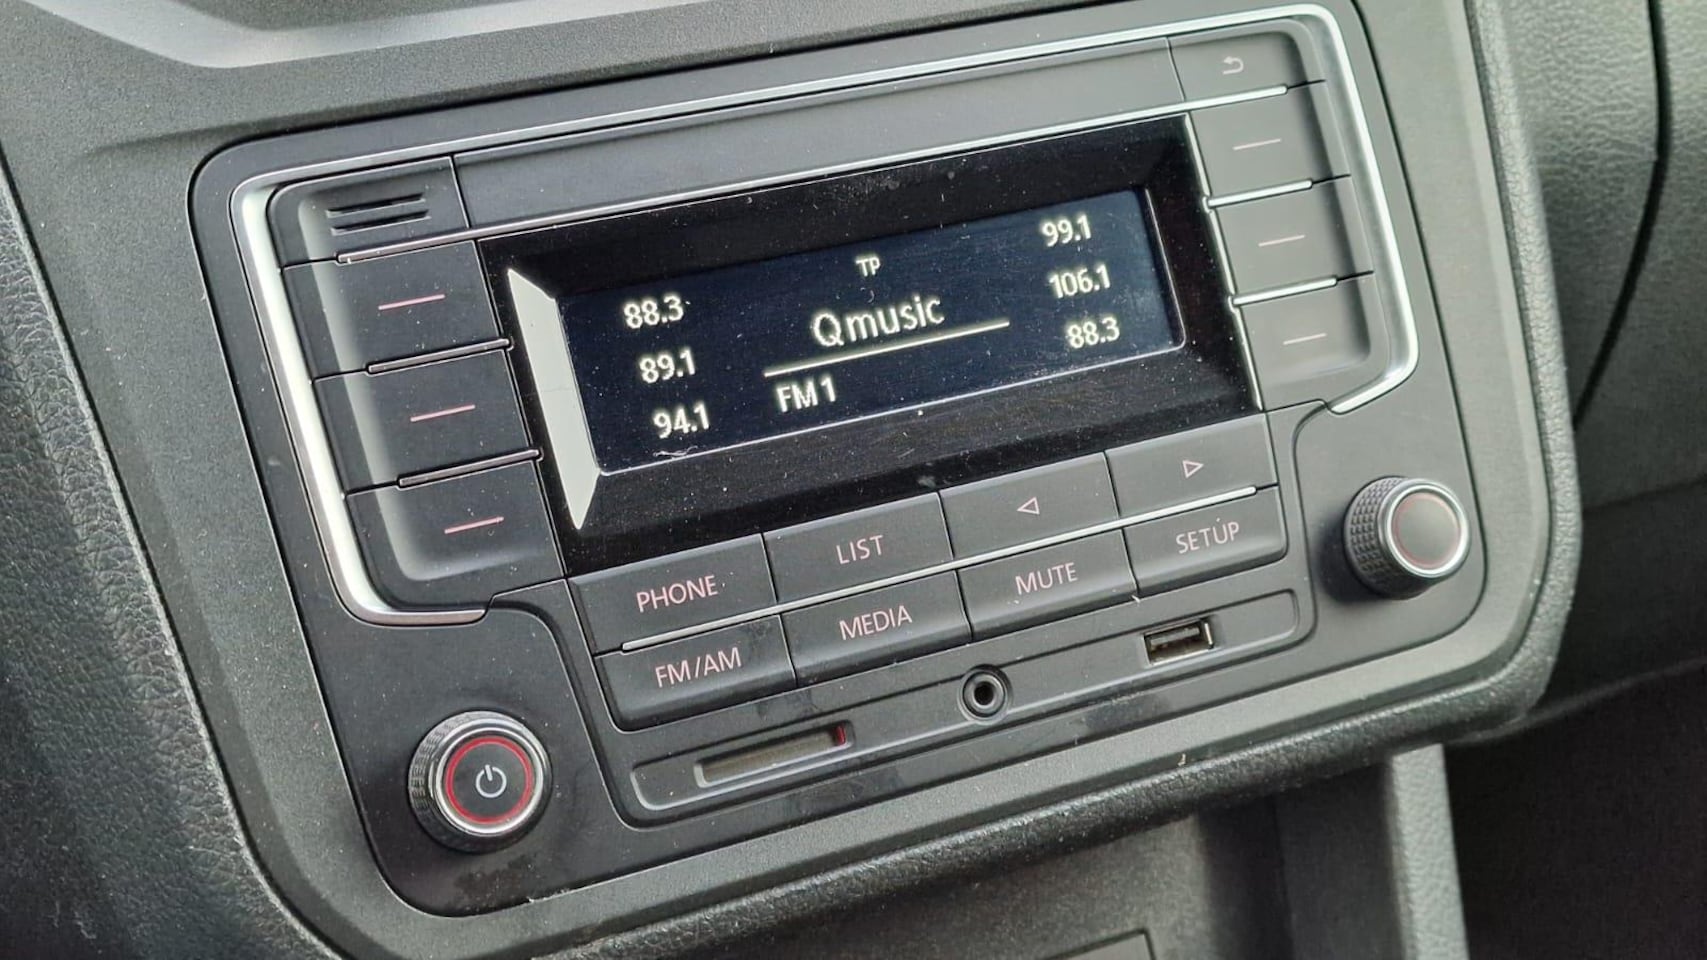 TP
88.3
99.1
Qmusic
89.1
106.1
94.1
FM1
88.3
PHONE
LIST
FM/AM
MEDIA
MUTE
SETUP